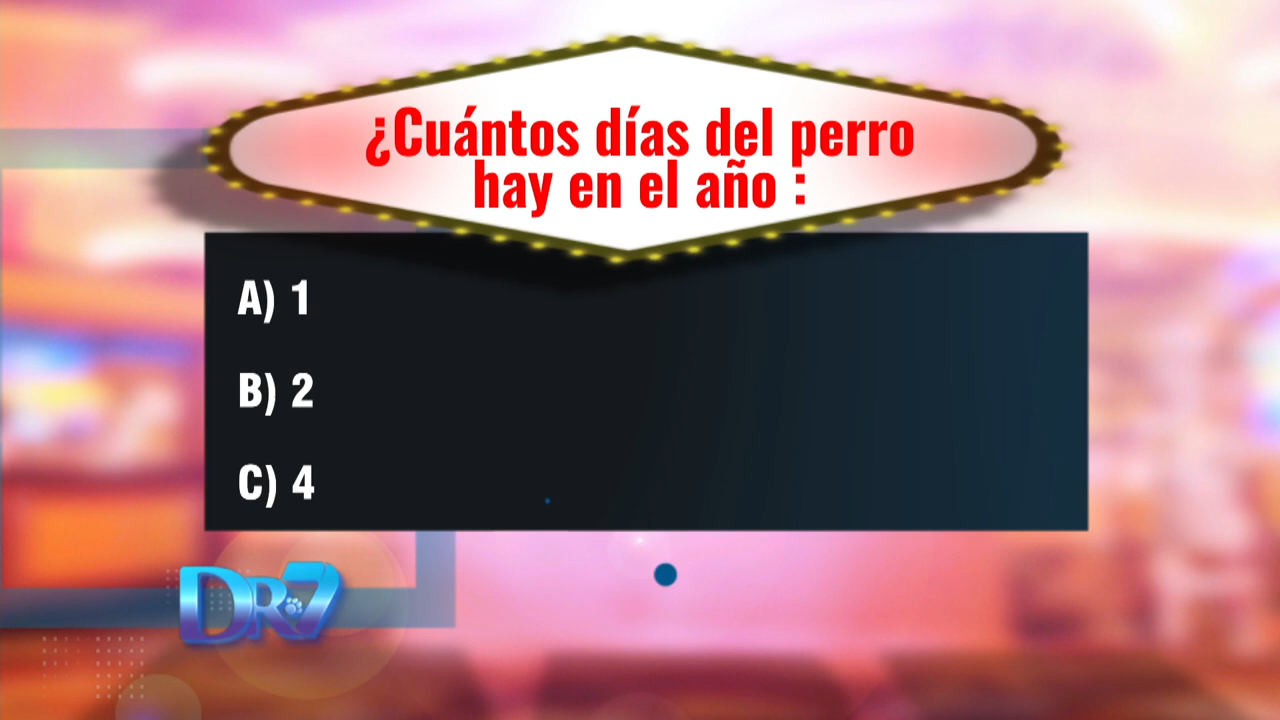 ¿Cuántos días del perro
hay en el año :
A) 1
B) 2
C) 4
DR7